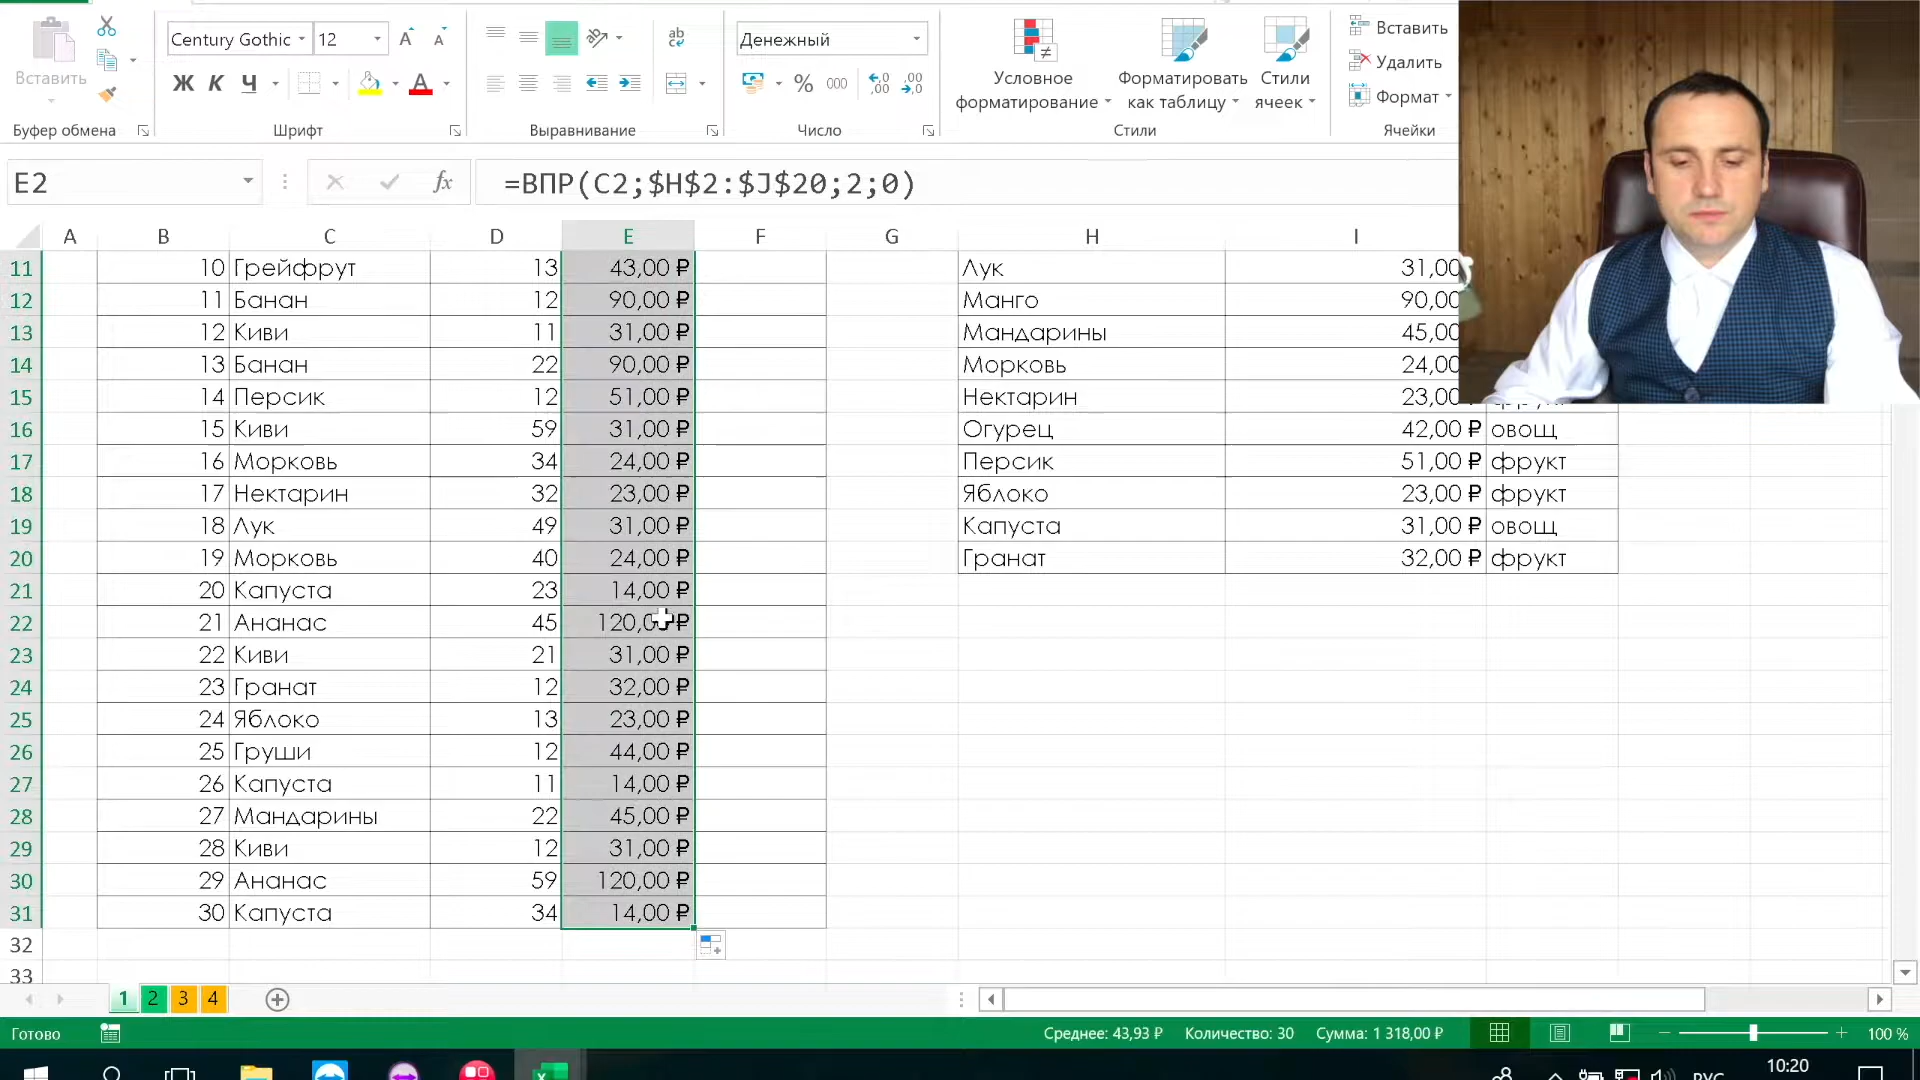 Вставить
Буфер обмена
Century Gothic
12
Ж К Ч
Шрифт
Выравнивание
Денежный
% 000
Число
Условное форматирование
Форматировать как таблицу
Стили ячеек
Стили
Вставить
Удалить
Формат
Ячейки
E2
fx
=ВПР(C2;$H$2:$J$20;2;0)
A B C D E F G H I
11 10 Грейфрут 13 43,00 ₽ Лук 31,00
12 11 Банан 12 90,00 ₽ Манго 90,00
13 12 Киви 11 31,00 ₽ Мандарины 45,00
14 13 Банан 22 90,00 ₽ Морковь 24,00
15 14 Персик 12 51,00 ₽ Нектарин 23,00
16 15 Киви 59 31,00 ₽ Огурец 42,00 ₽ овощ
17 16 Морковь 34 24,00 ₽ Персик 51,00 ₽ фрукт
18 17 Нектарин 32 23,00 ₽ Яблоко 23,00 ₽ фрукт
19 18 Лук 49 31,00 ₽ Капуста 31,00 ₽ овощ
20 19 Морковь 40 24,00 ₽ Гранат 32,00 ₽ фрукт
21 20 Капуста 23 14,00 ₽
22 21 Ананас 45 120,00 ₽
23 22 Киви 21 31,00 ₽
24 23 Гранат 12 32,00 ₽
25 24 Яблоко 13 23,00 ₽
26 25 Груши 12 44,00 ₽
27 26 Капуста 11 14,00 ₽
28 27 Мандарины 22 45,00 ₽
29 28 Киви 12 31,00 ₽
30 29 Ананас 59 120,00 ₽
31 30 Капуста 34 14,00 ₽
32
33
1 2 3 4
Готово
Среднее: 43,93 ₽ Количество: 30 Сумма: 1 318,00 ₽
100 %
РУС
10:20